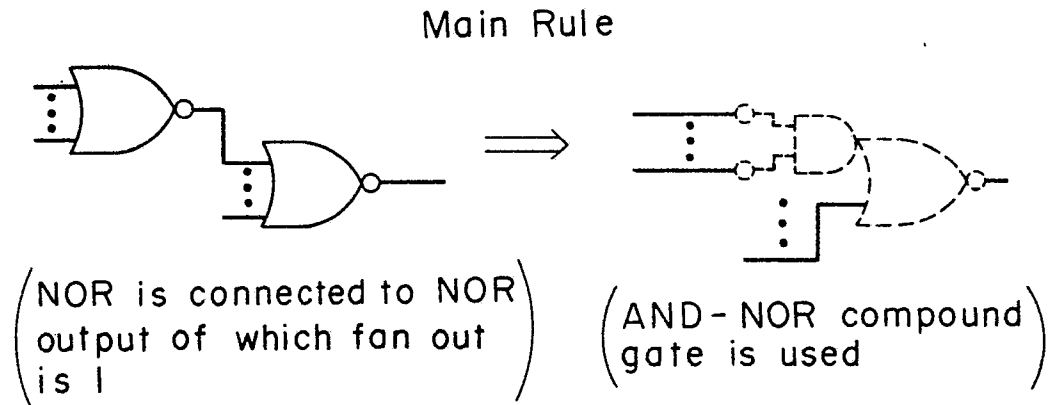 Main Rule
NOR is connected to NOR
output of which fan out
is 1
AND-NOR compound
gate is used